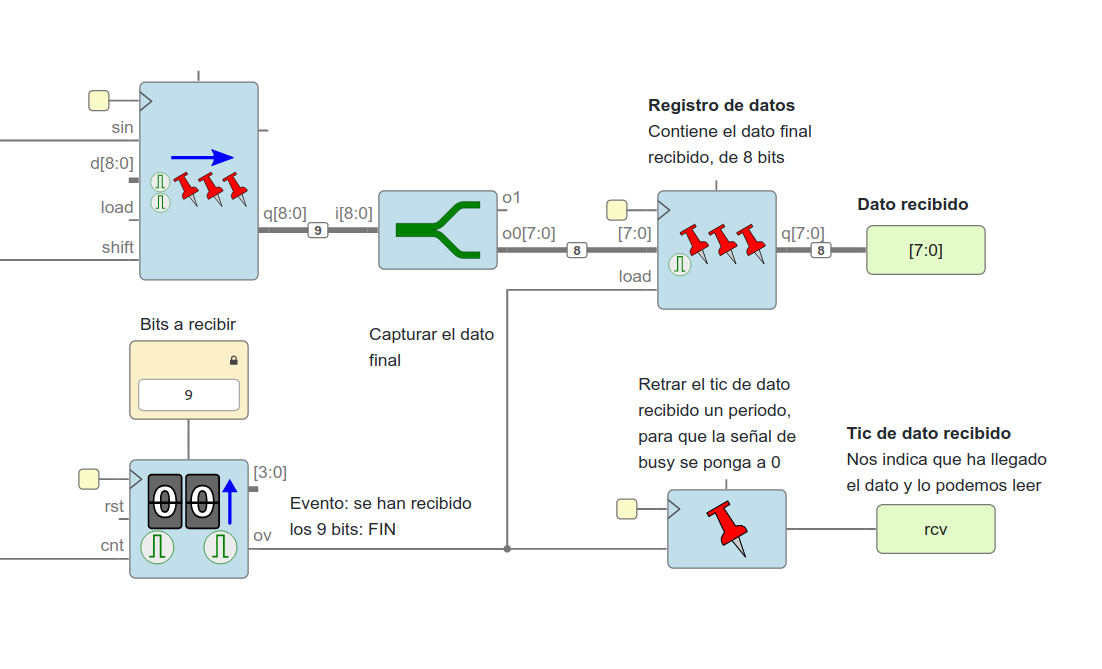 sin
d[8:0]
load
shift
q[8:0]
9
i[8:0]
o1
o0[7:0]
8
Registro de datos
Contiene el dato final
recibido, de 8 bits
[7:0]
load
q[7:0]
8
Dato recibido
[7:0]
Bits a recibir
9
Capturar el dato
final
rst
cnt
00
[3:0]
ov
Evento: se han recibido
los 9 bits: FIN
Retrar el tic de dato
recibido un periodo,
para que la señal de
busy se ponga a 0
Tic de dato recibido
Nos indica que ha llegado
el dato y lo podemos leer
rcv